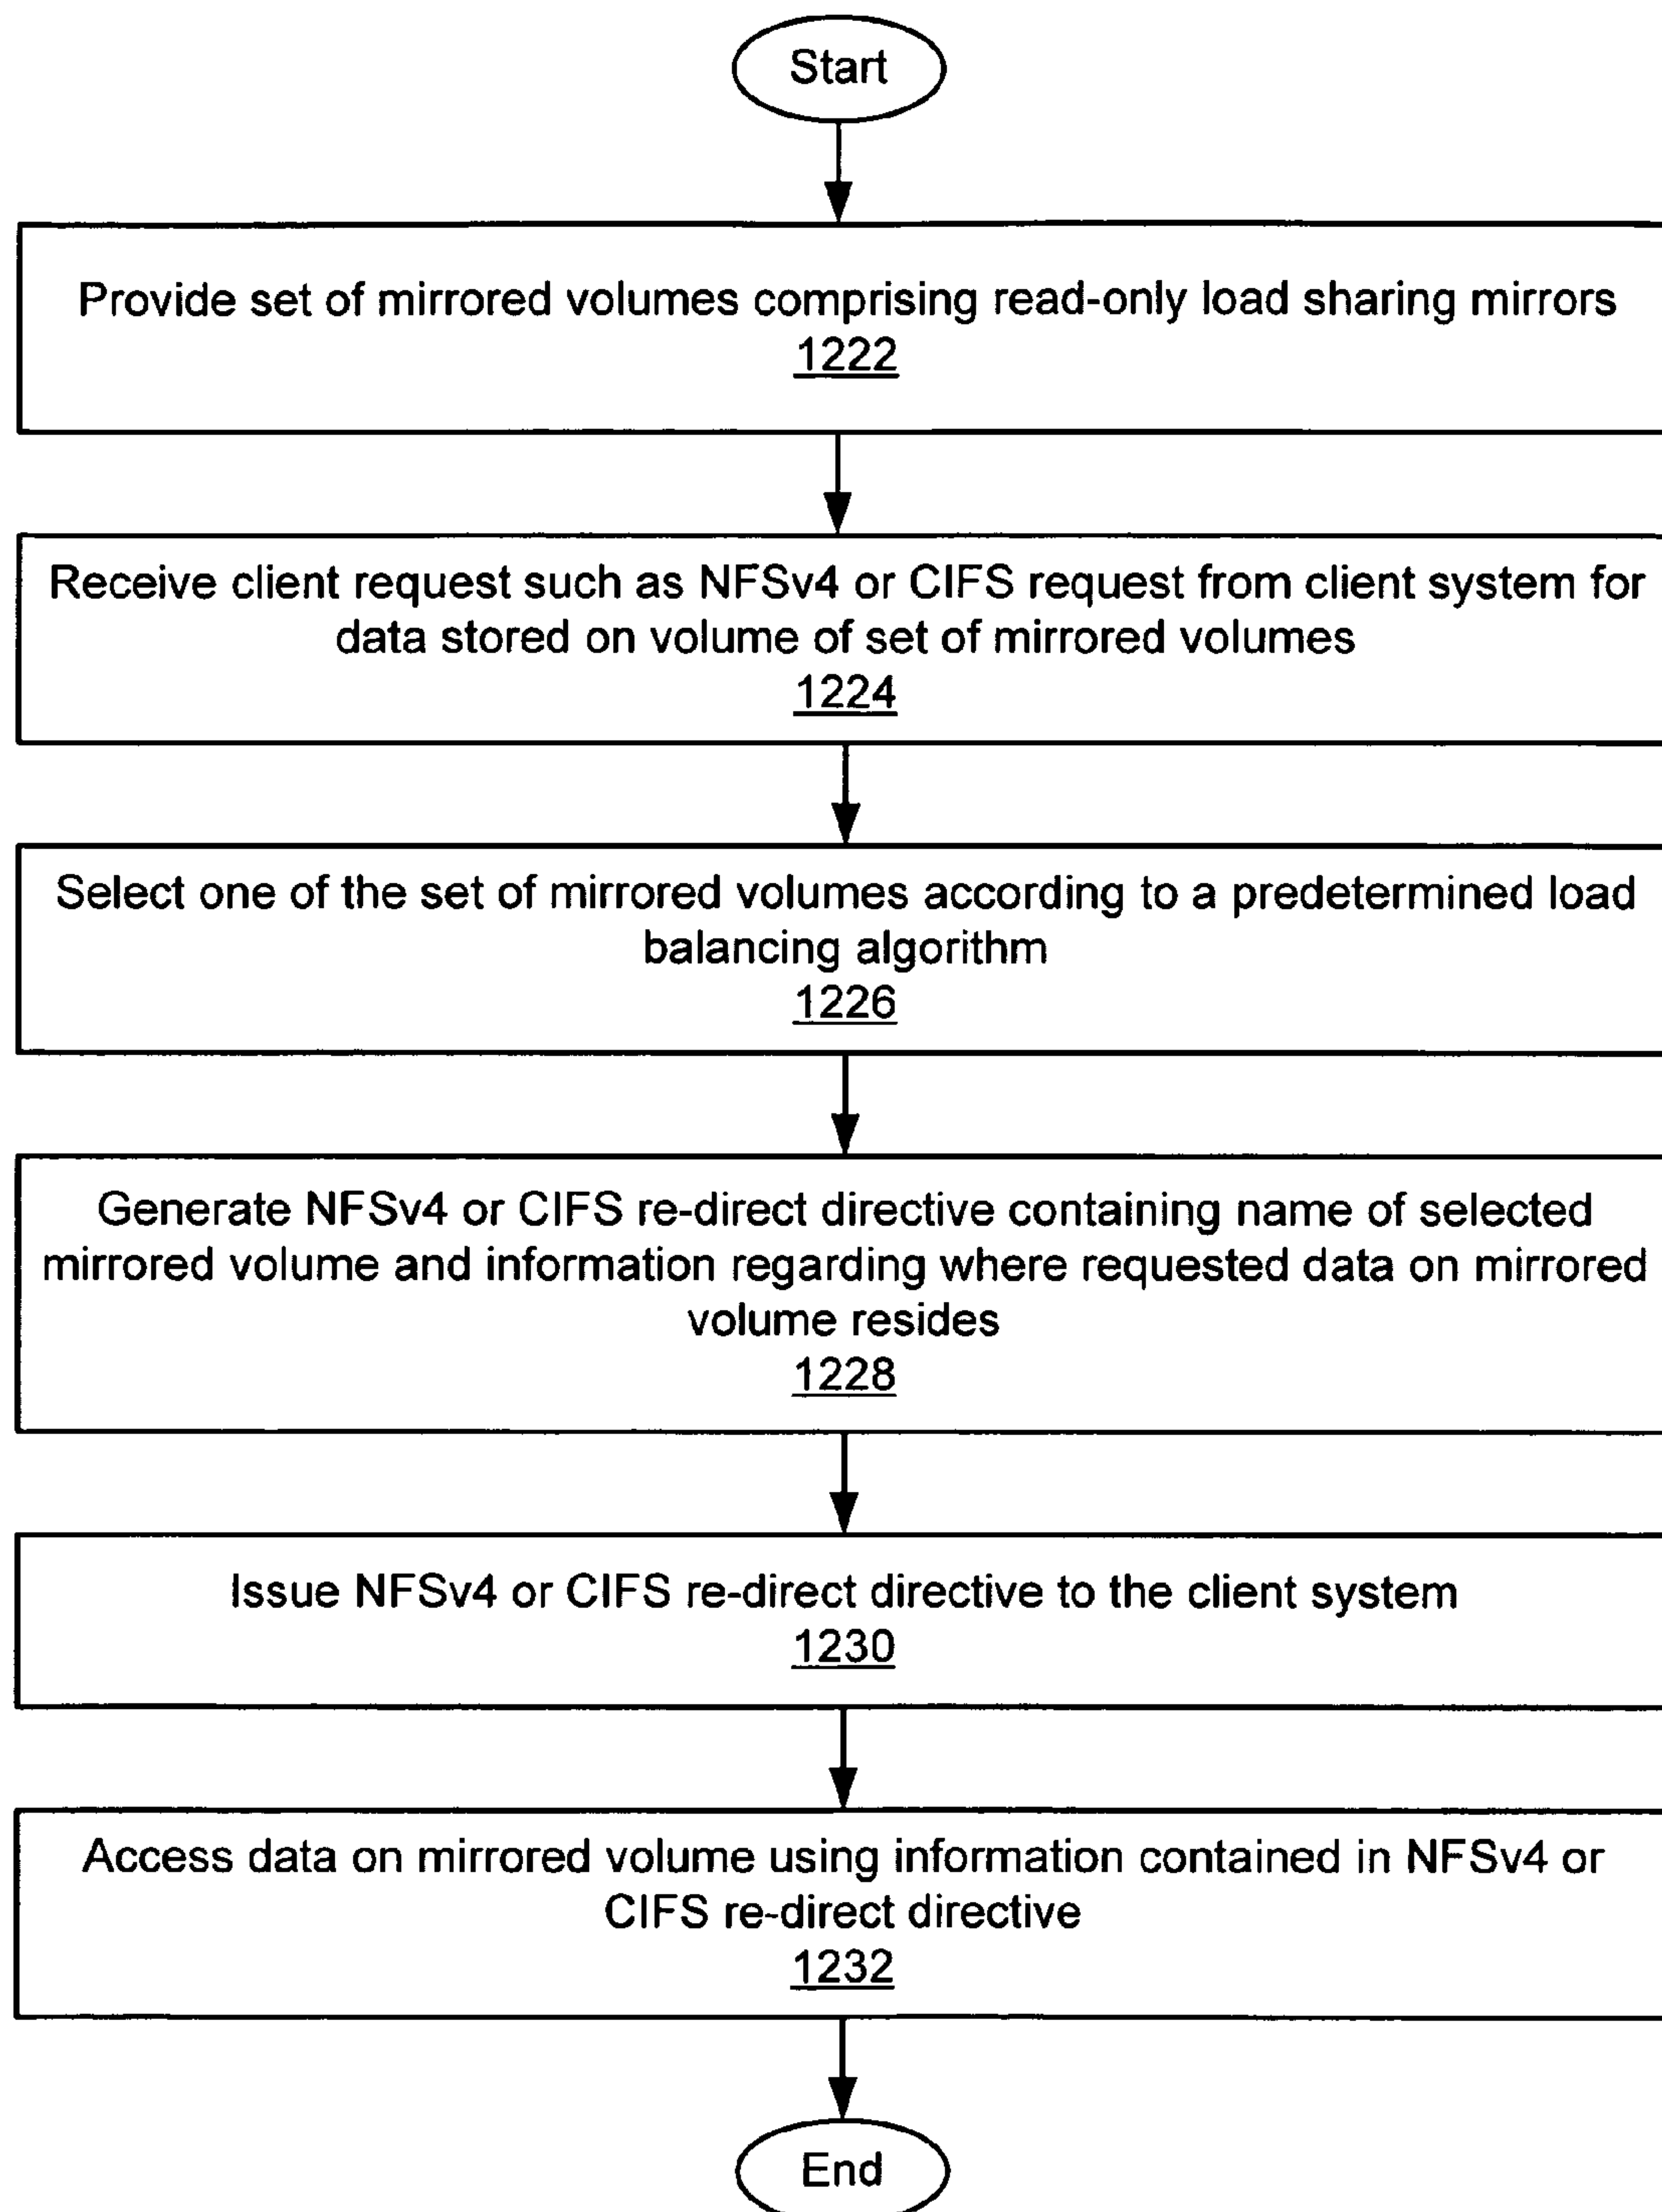 Start
Provide set of mirrored volumes comprising read-only load sharing mirrors
1222
Receive client request such as NFSv4 or CIFS request from client system for
data stored on volume of set of mirrored volumes
1224
Select one of the set of mirrored volumes according to a predetermined load
balancing algorithm
1226
Generate NFSv4 or CIFS re-direct directive containing name of selected
mirrored volume and information regarding where requested data on mirrored
volume resides
1228
Issue NFSv4 or CIFS re-direct directive to the client system
1230
Access data on mirrored volume using information contained in NFSv4 or
CIFS re-direct directive
1232
End